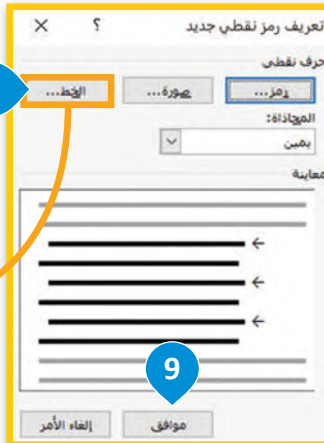 تعريف رمز نقطي جديد ؟ ×
حرف نقطي
رمز... صورة... الخط...
المحاذاة:
يمين
معاينة
9
موافق إلغاء الأمر